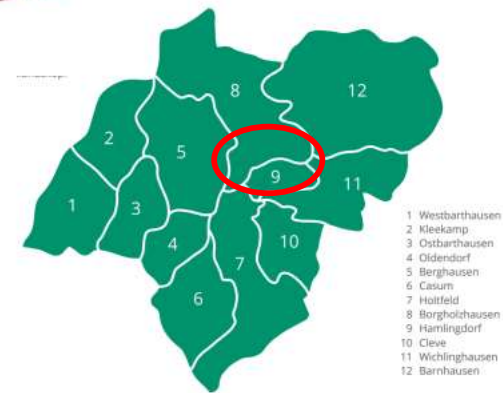 8
12
2
5
9
11
1
3
4
10
7
6
1 Westbarthausen
2 Kleekamp
3 Ostbarthausen
4 Oldendorf
5 Berghausen
6 Casum
7 Holtfeld
8 Borgholzhausen
9 Hamlingdorf
10 Cleve
11 Wichlinghausen
12 Barnhausen